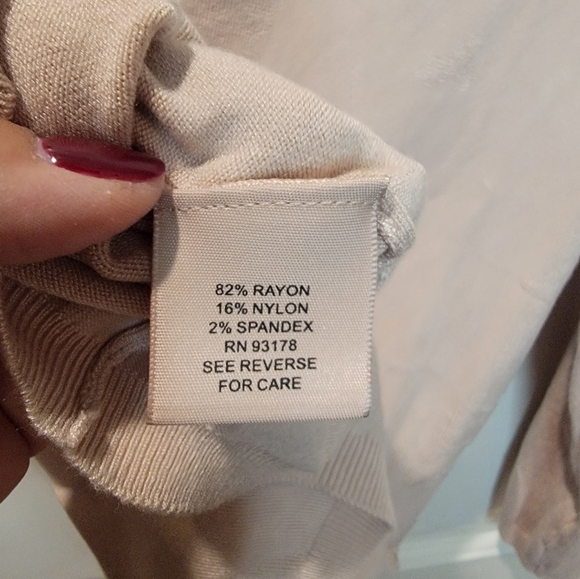 82% RAYON
16% NYLON
2% SPANDEX
RN 93178
SEE REVERSE
FOR CARE